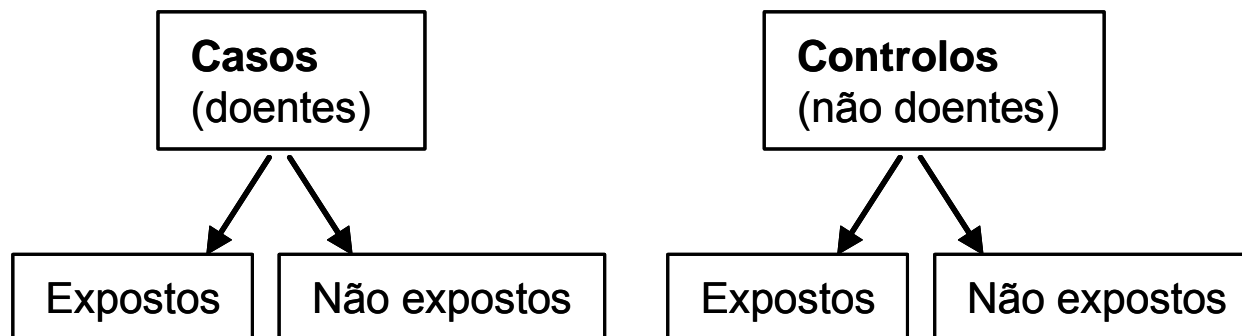 Casos
(doentes)
Controlos
(não doentes)
Expostos
Não expostos
Expostos
Não expostos